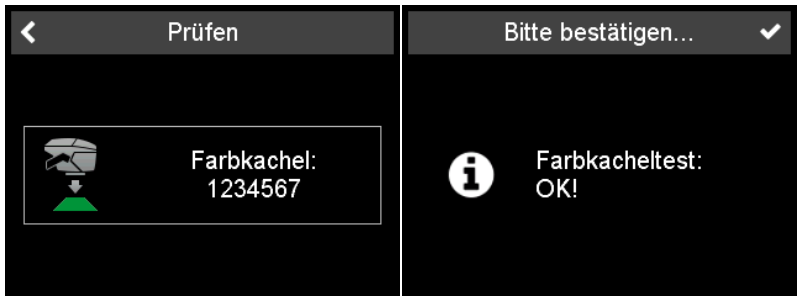 Prüfen
Farbkachel:
1234567
Bitte bestätigen...
Farbkacheltest:
OK!